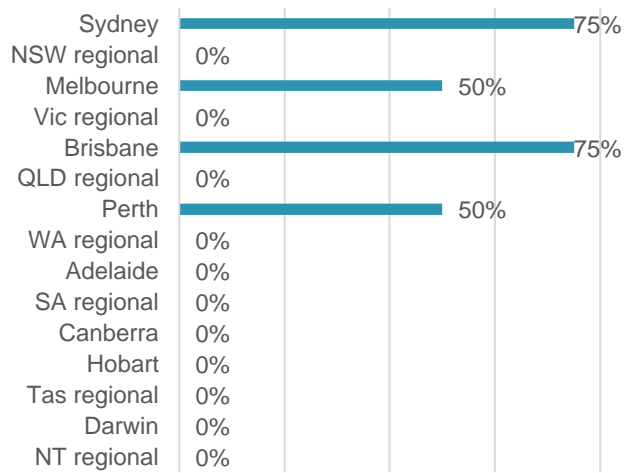 Sydney 75%
NSW regional 0%
Melbourne 50%
Vic regional 0%
Brisbane 75%
QLD regional 0%
Perth 50%
WA regional 0%
Adelaide 0%
SA regional 0%
Canberra 0%
Hobart 0%
Tas regional 0%
Darwin 0%
NT regional 0%